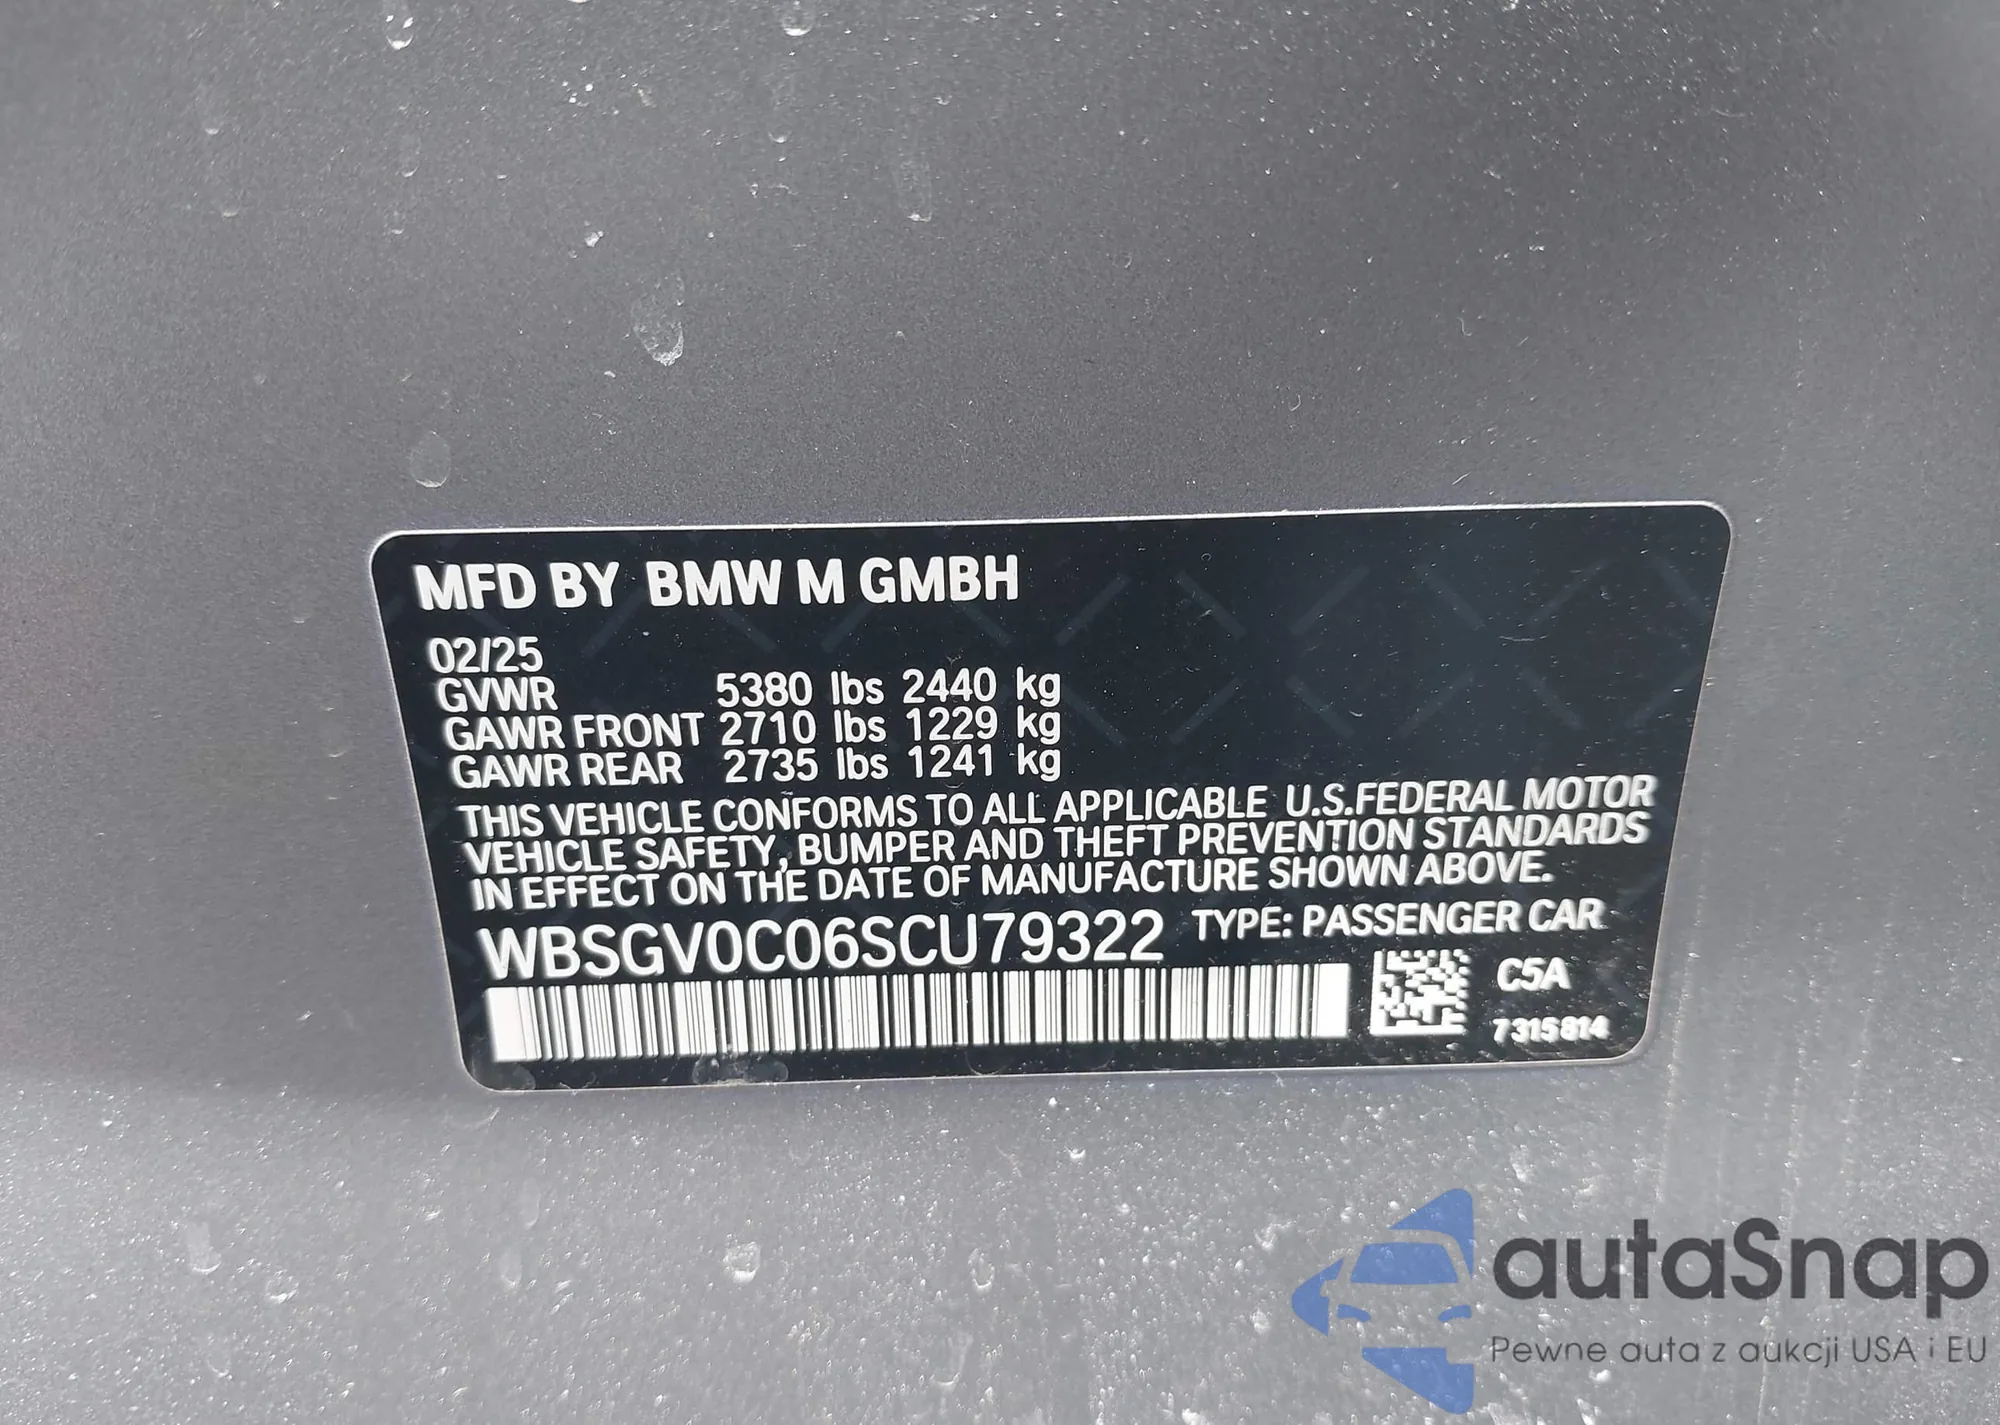 MFD BY BMW M GMBH
02/25
GVWR 5380 lbs 2440 kg
GAWR FRONT 2710 lbs 1229 kg
GAWR REAR 2735 lbs 1241 kg
THIS VEHICLE CONFORMS TO ALL APPLICABLE U.S.FEDERAL MOTOR
VEHICLE SAFETY, BUMPER AND THEFT PREVENTION STANDARDS
IN EFFECT ON THE DATE OF MANUFACTURE SHOWN ABOVE.
WBSGV0C06SCU79322 TYPE: PASSENGER CAR
C5A
7315814
autaSnap
Pewne auta z aukcji USA i EU